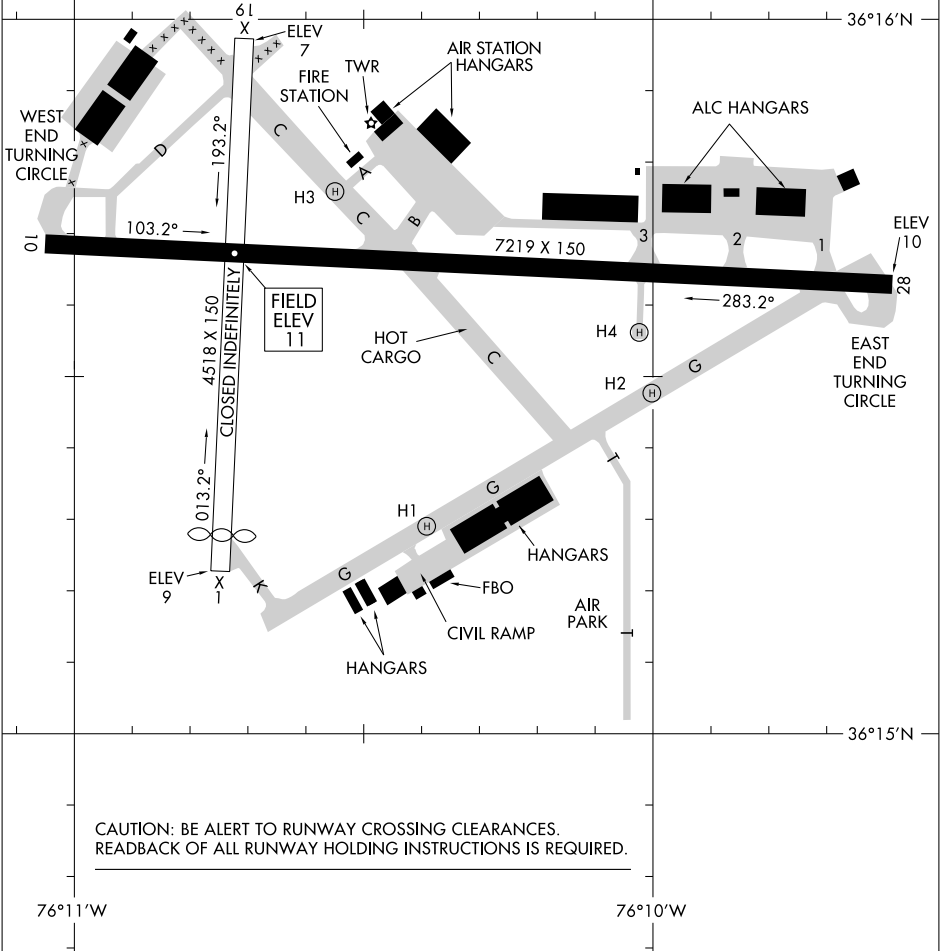 19
X
ELEV
7
36°16'N
TWR
AIR STATION
HANGARS
FIRE
STATION
ALC HANGARS
WEST
END
TURNING
CIRCLE
D
C
193.2°
A
H3
H
C
B
10
103.2°
7219 X 150
3
2
1
ELEV
10
28
283.2°
FIELD
ELEV
11
4518 X 150
CLOSED INDEFINITELY
HOT
CARGO
C
H4
H
G
EAST
END
TURNING
CIRCLE
H2
H
013.2°
T
G
H1
H
HANGARS
ELEV
9
X
1
K
G
FBO
AIR
PARK
CIVIL RAMP
T
HANGARS
36°15'N
CAUTION: BE ALERT TO RUNWAY CROSSING CLEARANCES.
READBACK OF ALL RUNWAY HOLDING INSTRUCTIONS IS REQUIRED.
76°11'W
76°10'W